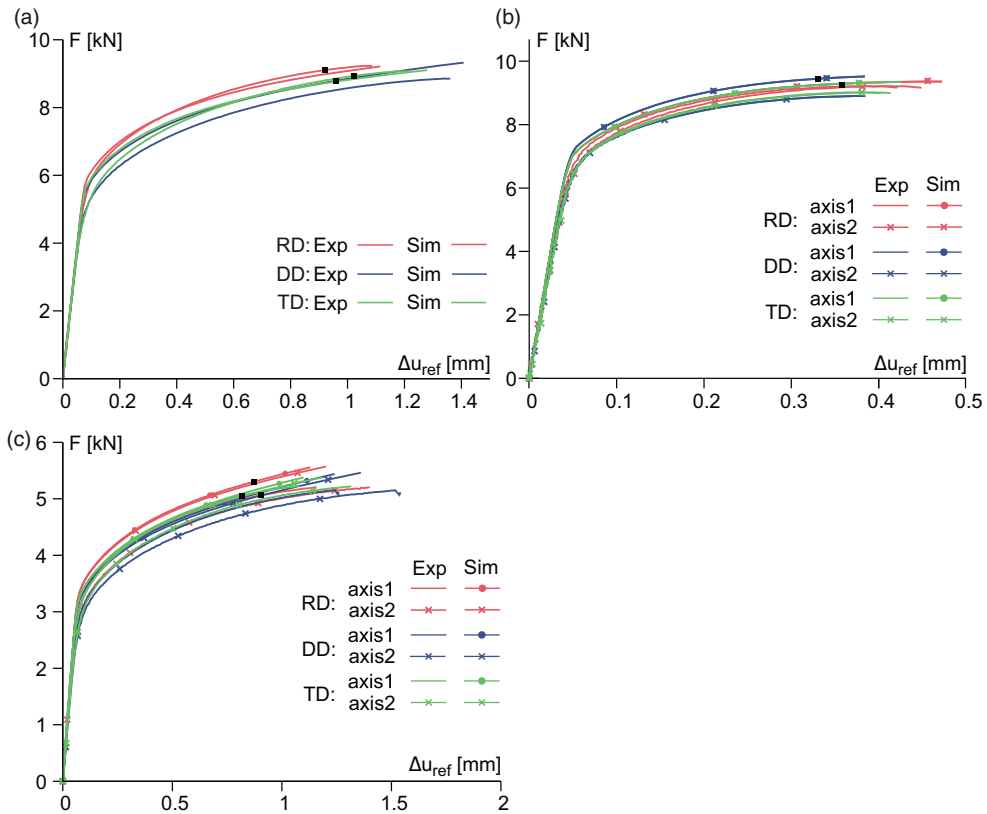 (a)
F [kN]
10
8
6
4
2
0
RD: Exp Sim
DD: Exp Sim
TD: Exp Sim
Δu_ref [mm]
0 0.2 0.4 0.6 0.8 1 1.2 1.4
(b)
F [kN]
10
8
6
4
2
0
Exp Sim
RD: axis1
axis2
DD: axis1
axis2
TD: axis1
axis2
Δu_ref [mm]
0 0.1 0.2 0.3 0.4 0.5
(c)
F [kN]
6
5
4
3
2
1
0
Exp Sim
RD: axis1
axis2
DD: axis1
axis2
TD: axis1
axis2
Δu_ref [mm]
0 0.5 1 1.5 2